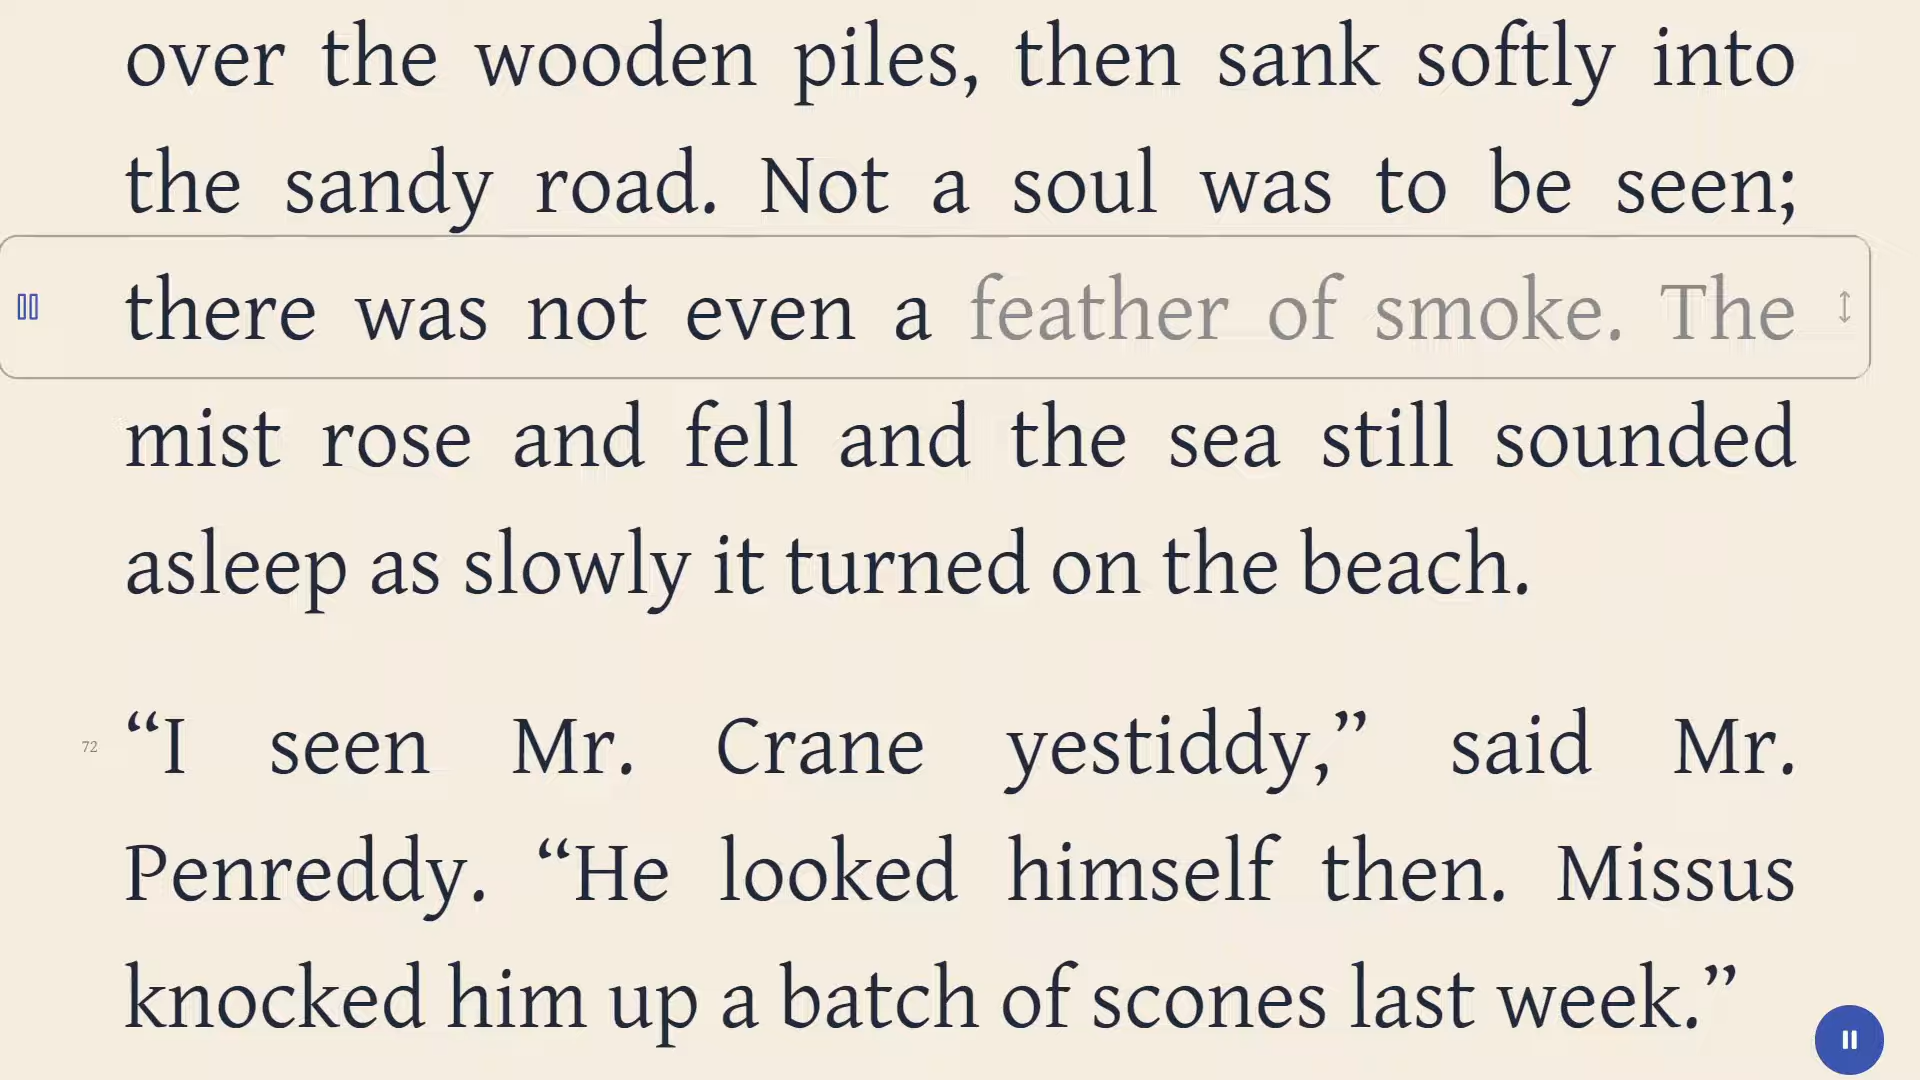 over the wooden piles, then sank softly into
the sandy road. Not a soul was to be seen;
there was not even a feather of smoke. The
mist rose and fell and the sea still sounded
asleep as slowly it turned on the beach.
72
“I seen Mr. Crane yestiddy,” said Mr.
Penreddy. “He looked himself then. Missus
knocked him up a batch of scones last week.”